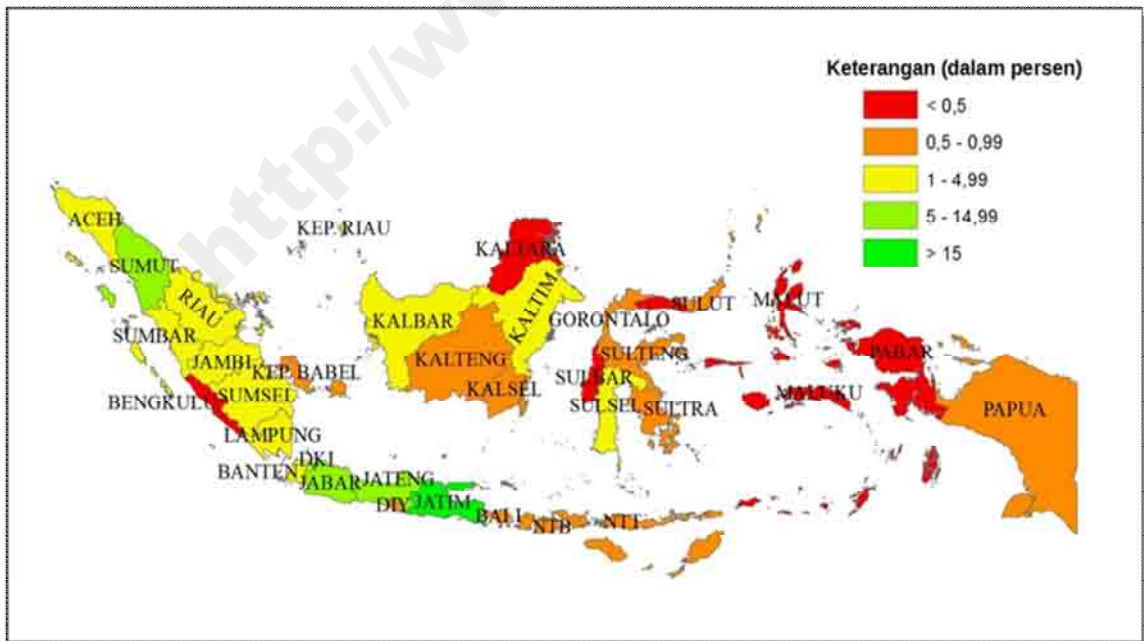 http://w
Keterangan (dalam persen)
< 0,5
0,5 - 0,99
1 - 4,99
5 - 14,99
> 15
ACEH
SUMUT
RIAU
KEP. RIAU
SUMBAR
JAMBI
KEP. BABEL
BENGKULU
SUMSEL
LAMPUNG
BANTEN
DKI
JABAR
JATENG
DIY
JATIM
BALI
NTB
NTT
KALTARA
KALBAR
KALTIM
KALTENG
KALSEL
GORONTALO
SULUT
SULTENG
SULBAR
SULSEL
SULTRA
MALUT
MALUKU
PABAR
PAPUA